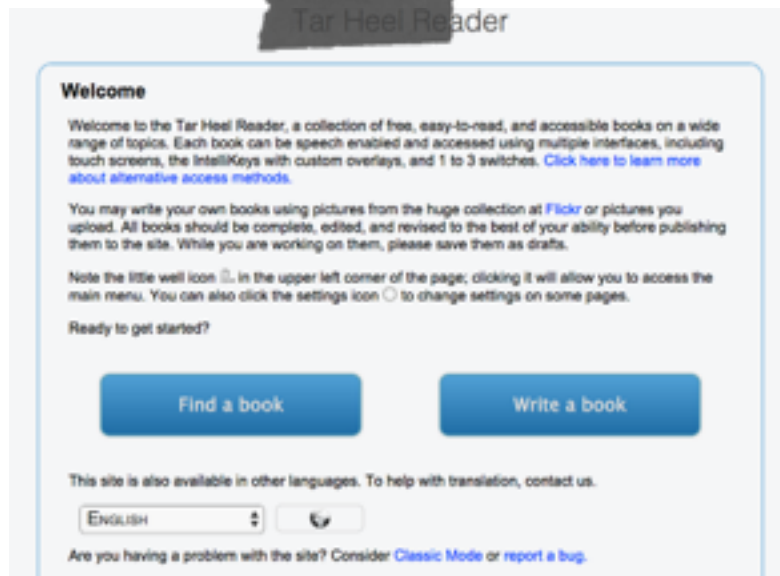 Tar Heel Reader
Welcome
Welcome to the Tar Heel Reader, a collection of free, easy-to-read, and accessible books on a wide
range of topics. Each book can be speech enabled and accessed using multiple interfaces, including
touch screens, the IntelliKeys with custom overlays, and 1 to 3 switches. Click here to learn more
about alternative access methods.
You may write your own books using pictures from the huge collection at Flickr or pictures you
upload. All books should be complete, edited, and revised to the best of your ability before publishing
them to the site. While you are working on them, please save them as drafts.
Note the little well icon in the upper left corner of the page; clicking it will allow you to access the
main menu. You can also click the settings icon to change settings on some pages.
Ready to get started?
Find a book Write a book
This site is also available in other languages. To help with translation, contact us.
ENGLISH
Are you having a problem with the site? Consider Classic Mode or report a bug.